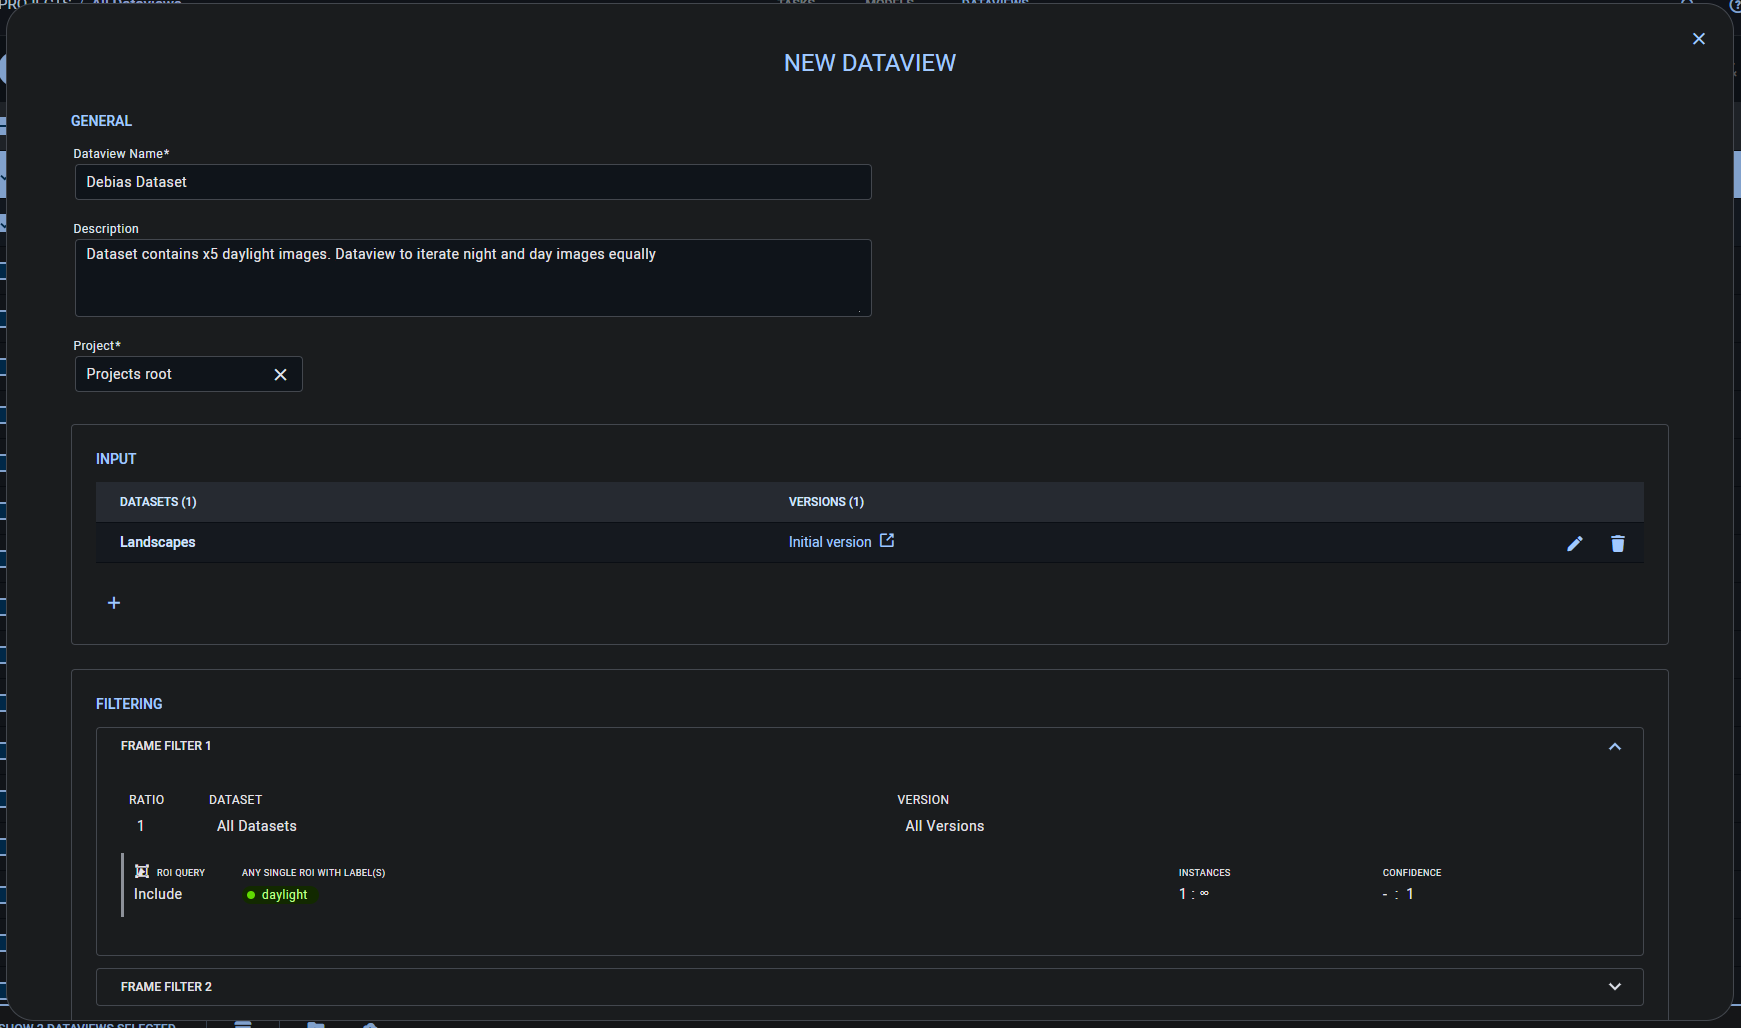 NEW DATAVIEW
GENERAL
Dataview Name*
Debias Dataset
Description
Dataset contains x5 daylight images. Dataview to iterate night and day images equally
Project*
Projects root
INPUT
DATASETS (1) VERSIONS (1)
Landscapes Initial version
FILTERING
FRAME FILTER 1
RATIO DATASET VERSION
1 All Datasets All Versions
ROI QUERY ANY SINGLE ROI WITH LABEL(S) INSTANCES CONFIDENCE
Include daylight 1 : ∞ - : 1
FRAME FILTER 2